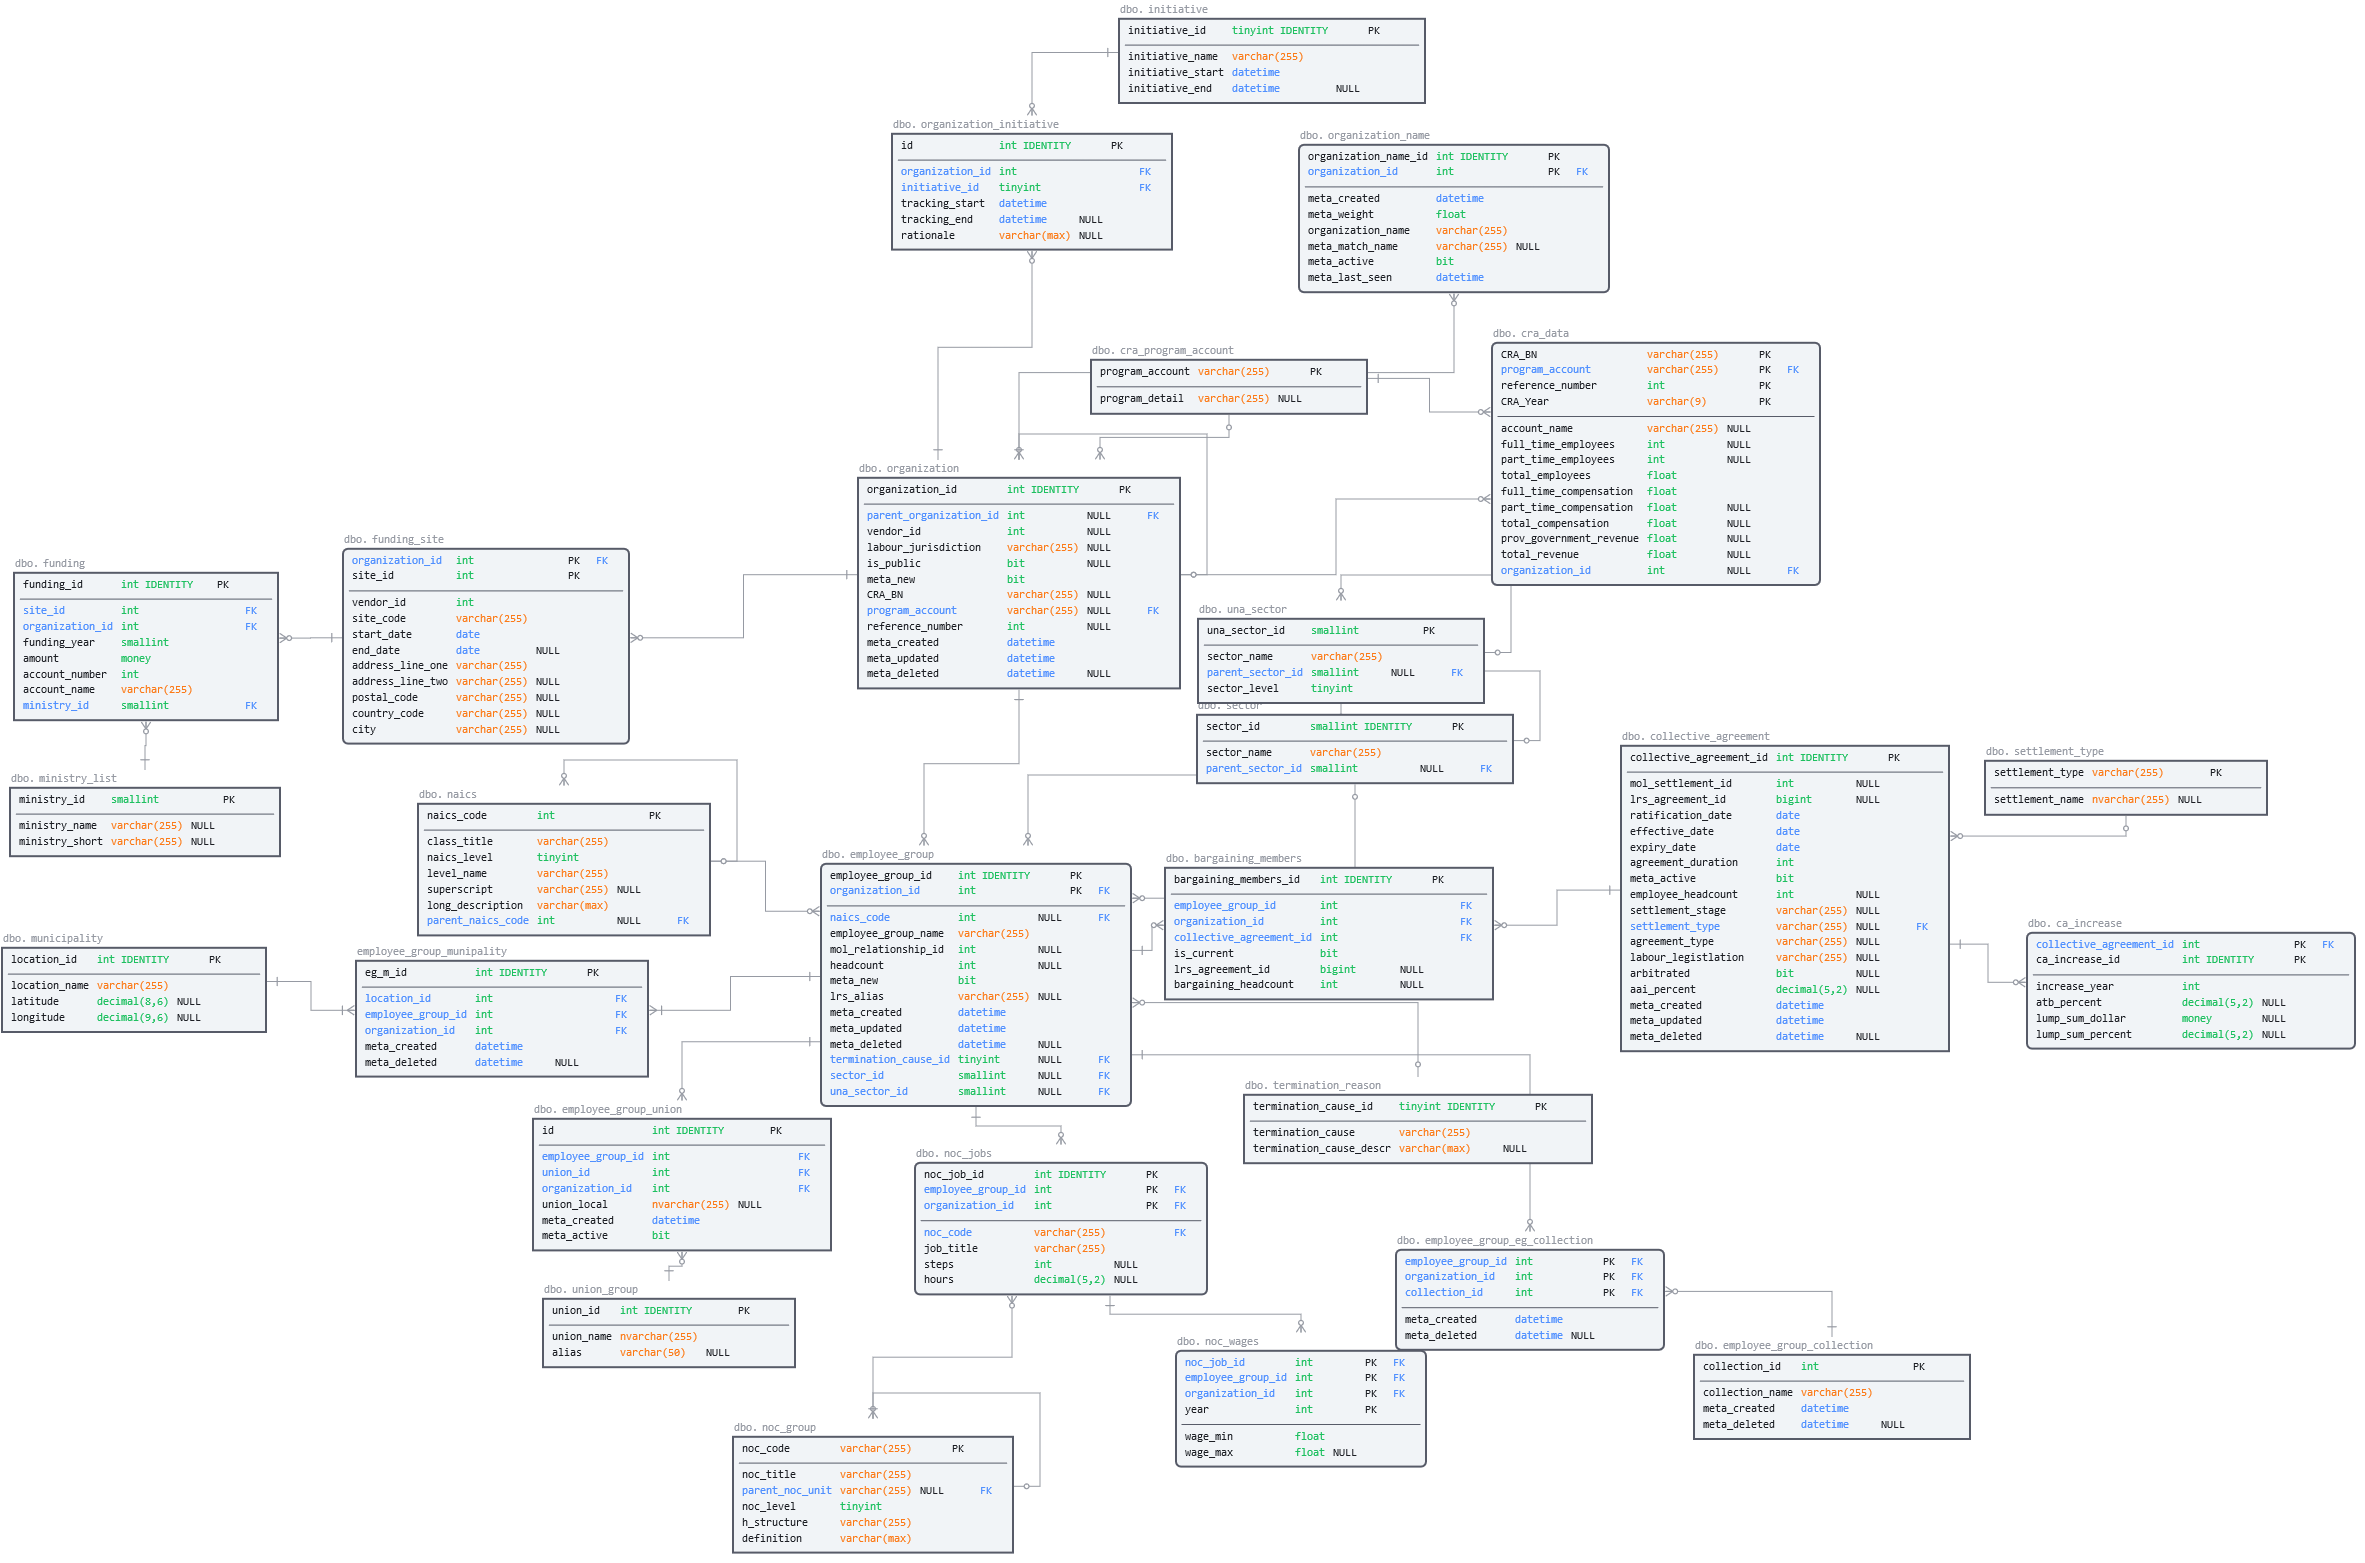 dbo. initiative
initiative_id tinyint IDENTITY PK
initiative_name varchar(255)
initiative_start datetime
initiative_end datetime NULL
dbo. organization_initiative
id int IDENTITY PK
organization_id int FK
initiative_id tinyint FK
tracking_start datetime
tracking_end datetime NULL
rationale varchar(max) NULL
dbo. organization_name
organization_name_id int IDENTITY PK
organization_id int PK FK
meta_created datetime
meta_weight float
organization_name varchar(255)
meta_match_name varchar(255) NULL
meta_active bit
meta_last_seen datetime
dbo. cra_program_account
program_account varchar(255) PK
program_detail varchar(255) NULL
dbo. cra_data
CRA_BN varchar(255) PK
program_account varchar(255) PK FK
reference_number int PK
CRA_Year varchar(9) PK
account_name varchar(255) NULL
full_time_employees int NULL
part_time_employees int NULL
total_employees float
full_time_compensation float
part_time_compensation float NULL
total_compensation float NULL
prov_government_revenue float NULL
total_revenue float NULL
organization_id int NULL FK
dbo. organization
organization_id int IDENTITY PK
parent_organization_id int NULL FK
vendor_id int NULL
labour_jurisdiction varchar(255) NULL
is_public bit NULL
meta_new bit
CRA_BN varchar(255) NULL
program_account varchar(255) NULL FK
reference_number int NULL
meta_created datetime
meta_updated datetime
meta_deleted datetime NULL
dbo. funding_site
organization_id int PK FK
site_id int PK
vendor_id int
site_code varchar(255)
start_date date
end_date date NULL
address_line_one varchar(255)
address_line_two varchar(255) NULL
postal_code varchar(255) NULL
country_code varchar(255) NULL
city varchar(255) NULL
dbo. funding
funding_id int IDENTITY PK
site_id int FK
organization_id int FK
funding_year smallint
amount money
account_number int
account_name varchar(255)
ministry_id smallint FK
dbo. ministry_list
ministry_id smallint PK
ministry_name varchar(255) NULL
ministry_short varchar(255) NULL
dbo. una_sector
una_sector_id smallint PK
sector_name varchar(255)
parent_sector_id smallint NULL FK
sector_level tinyint
dbo. sector
sector_id smallint IDENTITY PK
sector_name varchar(255)
parent_sector_id smallint NULL FK
dbo. collective_agreement
collective_agreement_id int IDENTITY PK
mol_settlement_id int NULL
lrs_agreement_id bigint NULL
ratification_date date
effective_date date
expiry_date date
agreement_duration int
meta_active bit
employee_headcount int NULL
settlement_stage varchar(255) NULL
settlement_type varchar(255) NULL FK
agreement_type varchar(255) NULL
labour_legistlation varchar(255) NULL
arbitrated bit NULL
aai_percent decimal(5,2) NULL
meta_created datetime
meta_updated datetime
meta_deleted datetime NULL
dbo. settlement_type
settlement_type varchar(255) PK
settlement_name nvarchar(255) NULL
dbo. ca_increase
collective_agreement_id int PK FK
ca_increase_id int IDENTITY PK
increase_year int
atb_percent decimal(5,2) NULL
lump_sum_dollar money NULL
lump_sum_percent decimal(5,2) NULL
dbo. naics
naics_code int PK
class_title varchar(255)
naics_level tinyint
level_name varchar(255)
superscript varchar(255) NULL
long_description varchar(max)
parent_naics_code int NULL FK
dbo. employee_group
employee_group_id int IDENTITY PK
organization_id int PK FK
naics_code int NULL FK
employee_group_name varchar(255)
mol_relationship_id int NULL
headcount int NULL
meta_new bit
lrs_alias varchar(255) NULL
meta_created datetime
meta_updated datetime
meta_deleted datetime NULL
termination_cause_id tinyint NULL FK
sector_id smallint NULL FK
una_sector_id smallint NULL FK
dbo. bargaining_members
bargaining_members_id int IDENTITY PK
employee_group_id int FK
organization_id int FK
collective_agreement_id int FK
is_current bit
lrs_agreement_id bigint NULL
bargaining_headcount int NULL
dbo. municipality
location_id int IDENTITY PK
location_name varchar(255)
latitude decimal(8,6) NULL
longitude decimal(9,6) NULL
employee_group_munipality
eg_m_id int IDENTITY PK
location_id int FK
employee_group_id int FK
organization_id int FK
meta_created datetime
meta_deleted datetime NULL
dbo. termination_reason
termination_cause_id tinyint IDENTITY PK
termination_cause varchar(255)
termination_cause_descr varchar(max) NULL
dbo. employee_group_union
id int IDENTITY PK
employee_group_id int FK
union_id int FK
organization_id int FK
union_local nvarchar(255) NULL
meta_created datetime
meta_active bit
dbo. noc_jobs
noc_job_id int IDENTITY PK
employee_group_id int PK FK
organization_id int PK FK
noc_code varchar(255) FK
job_title varchar(255)
steps int NULL
hours decimal(5,2) NULL
dbo. employee_group_eg_collection
employee_group_id int PK FK
organization_id int PK FK
collection_id int PK FK
meta_created datetime
meta_deleted datetime NULL
dbo. union_group
union_id int IDENTITY PK
union_name nvarchar(255)
alias varchar(50) NULL
dbo. noc_wages
noc_job_id int PK FK
employee_group_id int PK FK
organization_id int PK FK
year int PK
wage_min float
wage_max float NULL
dbo. employee_group_collection
collection_id int PK
collection_name varchar(255)
meta_created datetime
meta_deleted datetime NULL
dbo. noc_group
noc_code varchar(255) PK
noc_title varchar(255)
parent_noc_unit varchar(255) NULL FK
noc_level tinyint
h_structure varchar(255)
definition varchar(max)